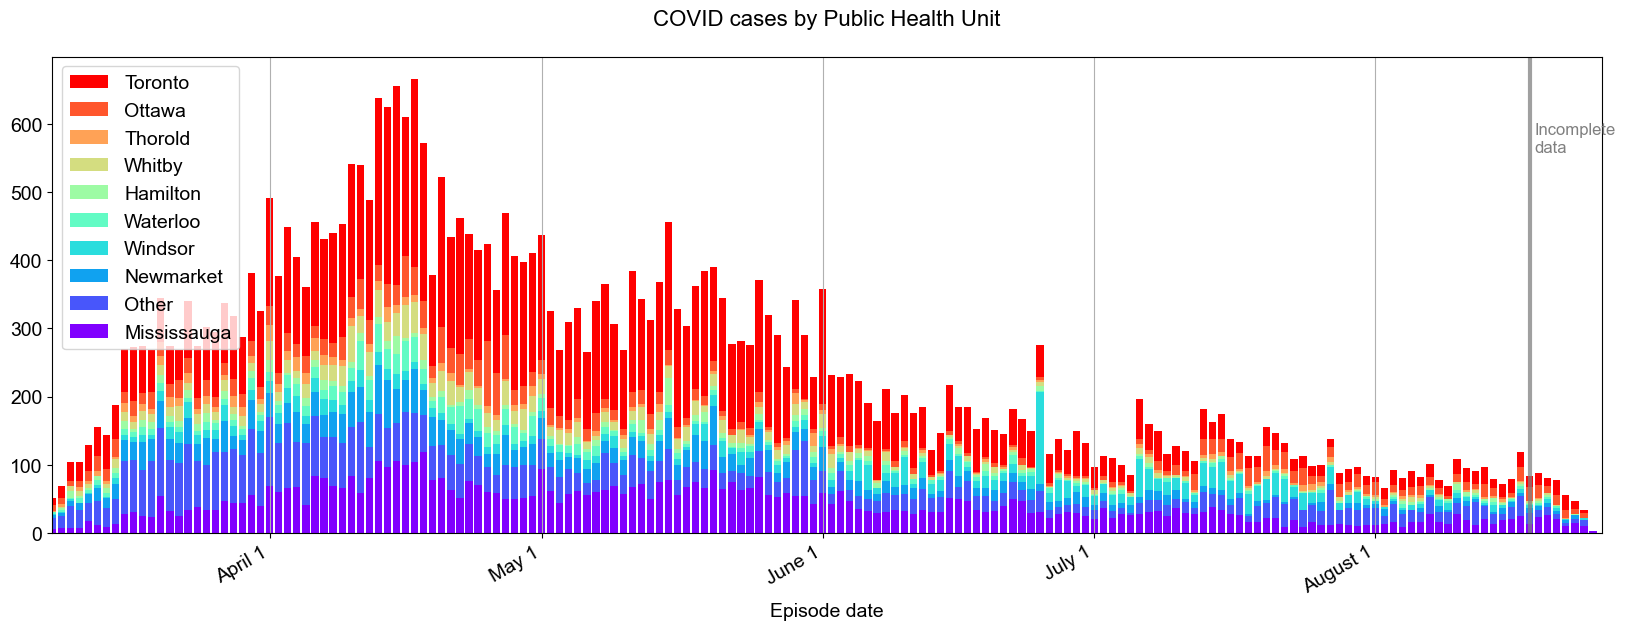 COVID cases by Public Health Unit
Toronto
Ottawa
Thorold
Whitby
Hamilton
Waterloo
Windsor
Newmarket
Other
Mississauga
600
500
400
300
200
100
0
Incomplete
data
April 1
May 1
June 1
July 1
August 1
Episode date